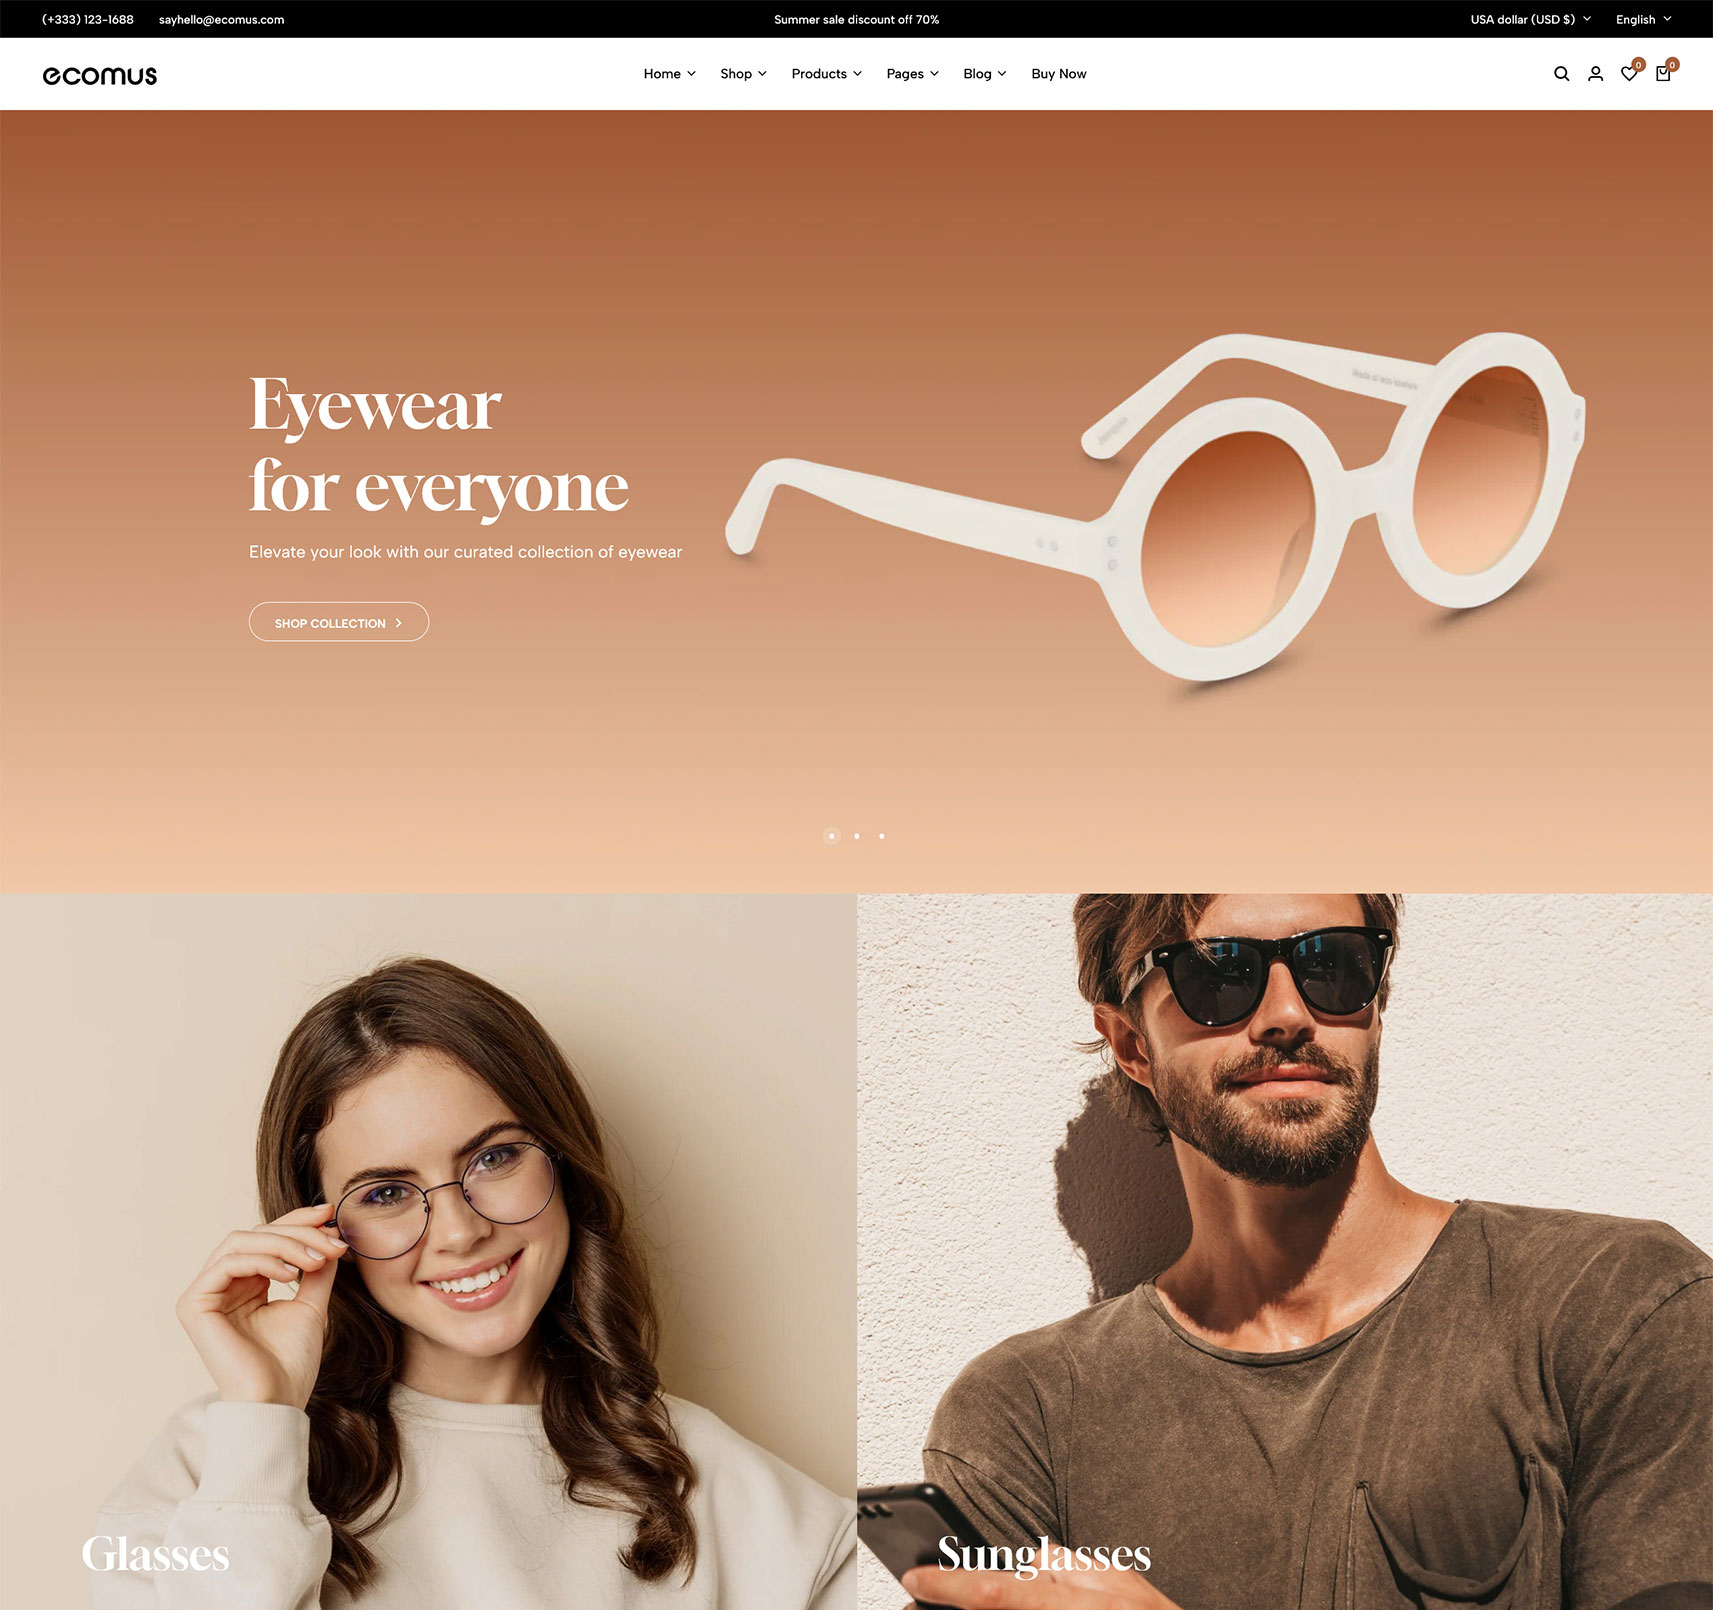 (+333) 123-1688
sayhello@ecomus.com
Summer sale discount off 70%
USA dollar (USD $)
English
ecomus
Home
Shop
Products
Pages
Blog
Buy Now
0
0
Eyewear
for everyone
Elevate your look with our curated collection of eyewear
SHOP COLLECTION
Glasses
Sunglasses